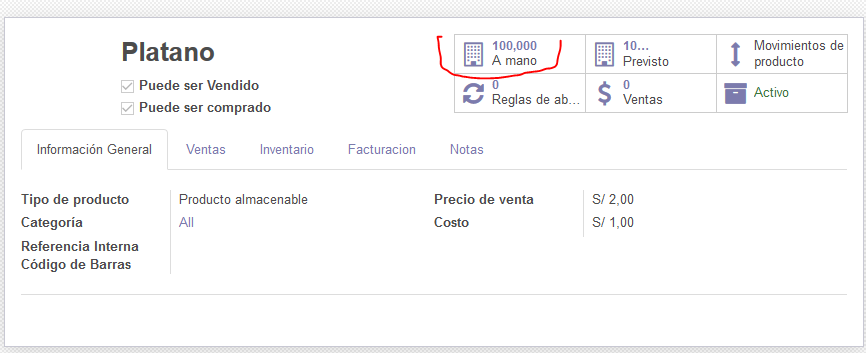 Platano
Puede ser Vendido
Puede ser comprado
100,000
A mano
10...
Previsto
Movimientos de
producto
0
Reglas de ab...
0
Ventas
Activo
Información General
Ventas
Inventario
Facturacion
Notas
Tipo de producto
Producto almacenable
Precio de venta
S/ 2,00
Categoría
All
Costo
S/ 1,00
Referencia Interna
Código de Barras